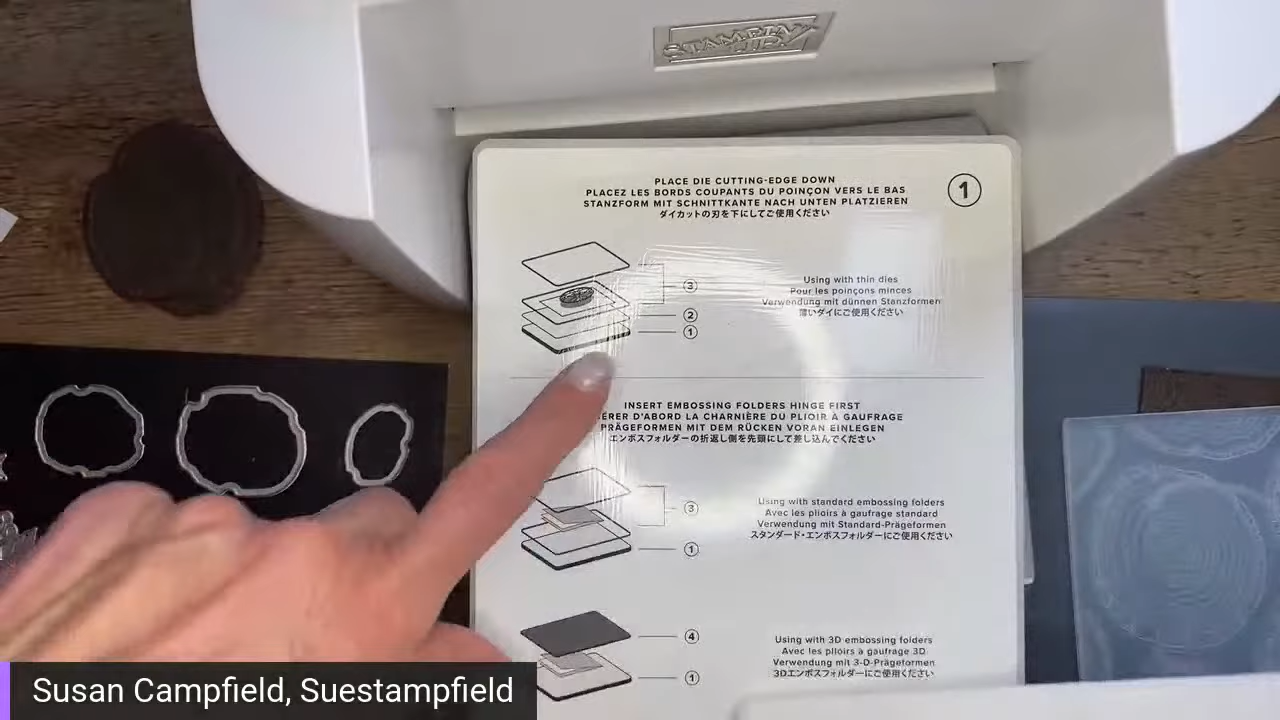 STAMPIN' UP!
PLACE DIE CUTTING-EDGE DOWN
PLACEZ LES BORDS COUPANTS DU POINÇON VERS LE BAS
STANZFORM MIT SCHNITTKANTE NACH UNTEN PLATZIEREN
ダイカットの刃を下にしてご使用ください
1
3
2
1
Using with thin dies
Pour les poinçons minces
Verwendung mit dünnen Stanzformen
薄いダイにご使用ください
INSERT EMBOSSING FOLDERS HINGE FIRST
D'ABORD LA CHARNIÈRE DU PLIOIR À GAUFRAGE
PRÄGEFORMEN MIT DEM RÜCKEN VORAN EINLEGEN
エンボスフォルダーの折返し側を先頭にして差し込んでください
3
1
Using with standard embossing folders
Avec les plioirs à gaufrage standard
Verwendung mit Standard-Prägeformen
スタンダード・エンボスフォルダーにご使用ください
4
1
Using with 3D embossing folders
Avec les plioirs à gaufrage 3D
Verwendung mit 3-D-Prägeformen
3Dエンボスフォルダーにご使用ください
Susan Campfield, Suestampfield